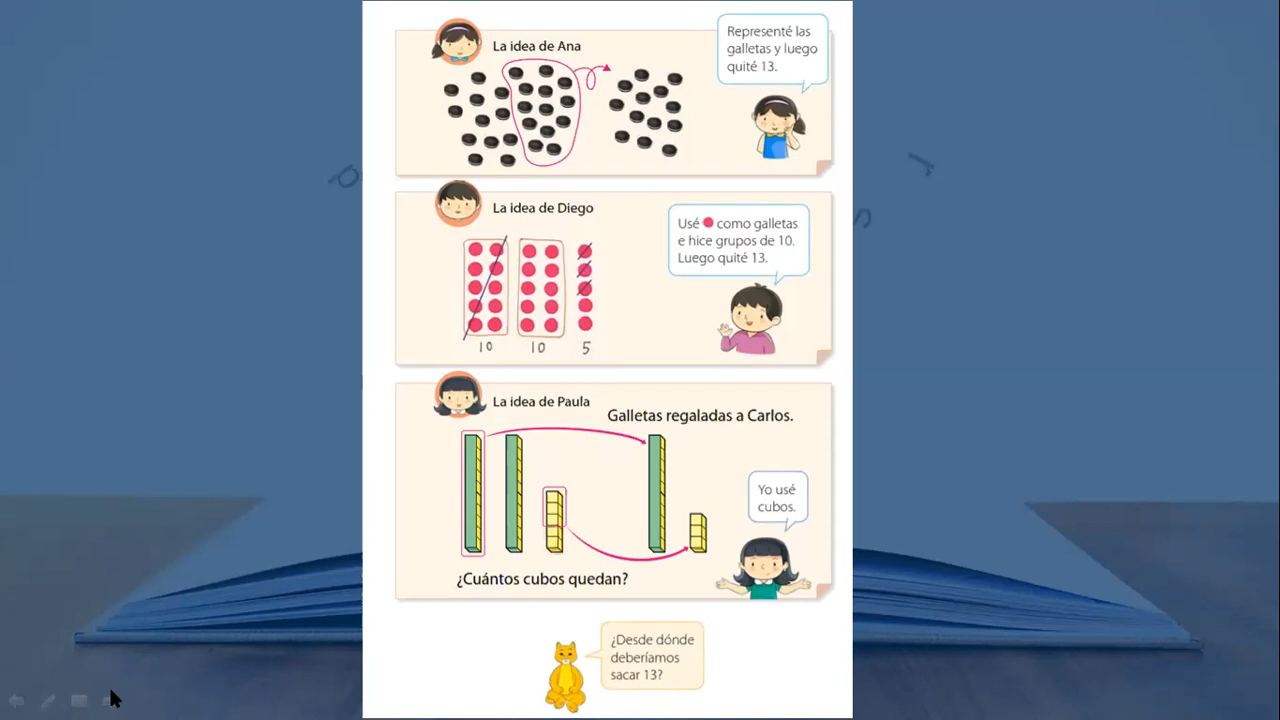 La idea de Ana
Representé las
galletas y luego
quité 13.
La idea de Diego
Usé como galletas
e hice grupos de 10.
Luego quité 13.
10
10
5
La idea de Paula
Galletas regaladas a Carlos.
Yo usé
cubos.
¿Cuántos cubos quedan?
¿Desde dónde
deberíamos
sacar 13?